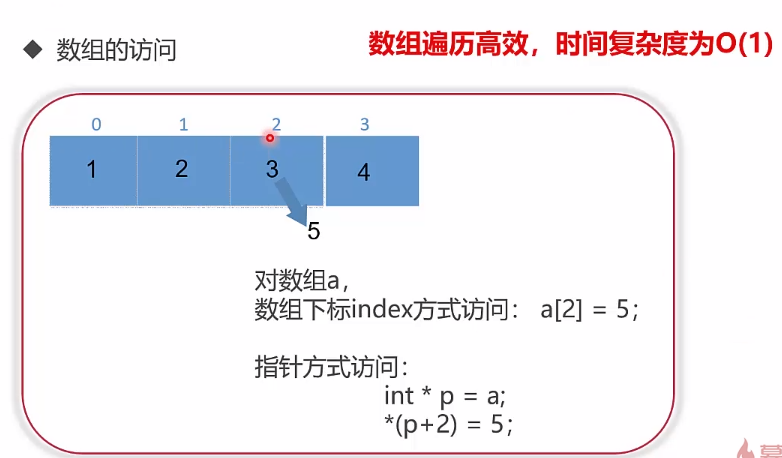 ◆ 数组的访问
数组遍历高效，时间复杂度为O(1)
0 1 2 3
1 2 3 4
5
对数组a，
数组下标index方式访问： a[2] = 5；
指针方式访问：
int * p = a;
*(p+2) = 5；